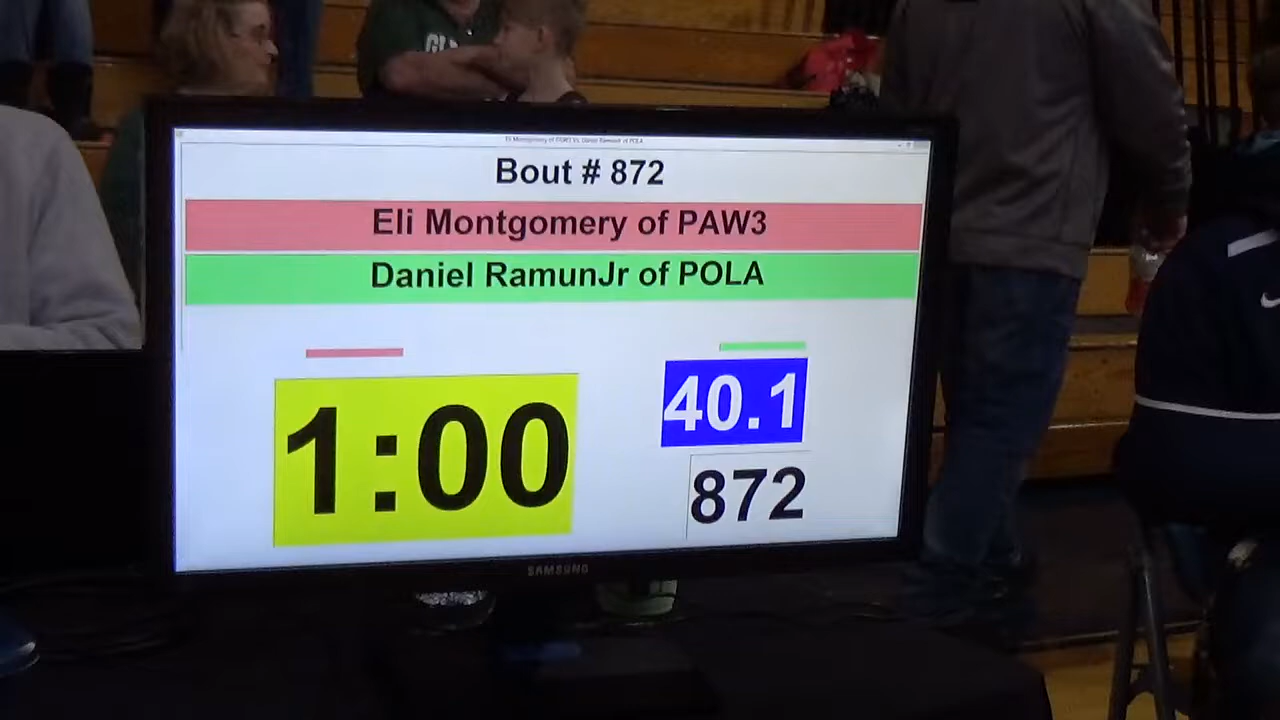 Bout # 872
Eli Montgomery of PAW3
Daniel RamunJr of POLA
1:00
40.1
872
SAMSUNG